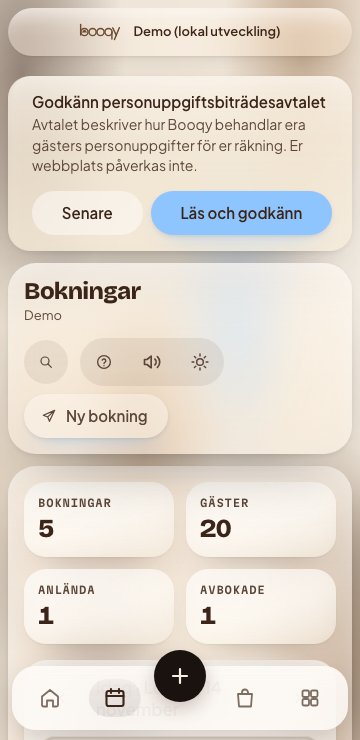 booqy Demo (lokal utveckling)
Godkänn personuppgiftsbiträdesavtalet
Avtalet beskriver hur Booqy behandlar era
gästers personuppgifter för er räkning. Er
webbplats påverkas inte.
Senare Läs och godkänn
Bokningar
Demo
Ny bokning
BOKNINGAR GÄSTER
5 20
ANLÄNDA AVBOKADE
1 1
november